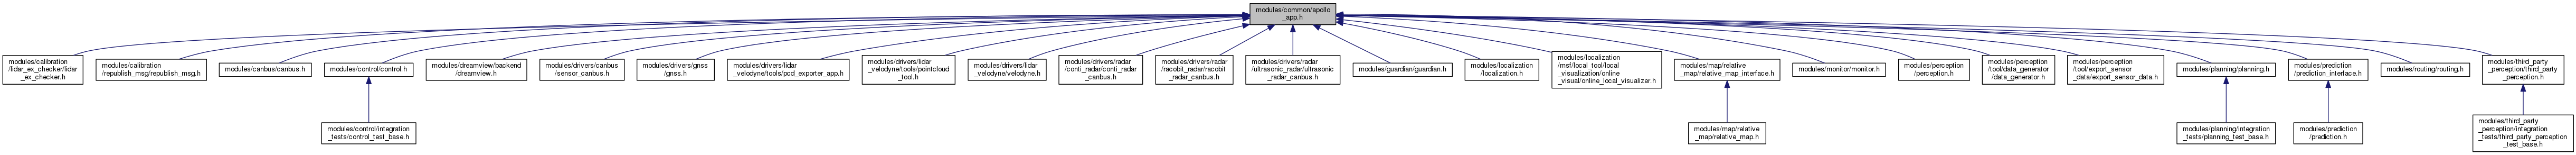 modules/common/apollo
_app.h
modules/calibration
/lidar_ex_checker/lidar
_ex_checker.h
modules/calibration
/republish_msg/republish_msg.h
modules/canbus/canbus.h
modules/control/control.h
modules/dreamview/backend
/dreamview.h
modules/drivers/canbus
/sensor_canbus.h
modules/drivers/gnss
/gnss.h
modules/drivers/lidar
_velodyne/tools/pcd_exporter_app.h
modules/drivers/lidar
_velodyne/tools/pointcloud
_tool.h
modules/drivers/lidar
_velodyne/velodyne.h
modules/drivers/radar
/conti_radar/conti_radar
_canbus.h
modules/drivers/radar
/racobit_radar/racobit
_radar_canbus.h
modules/drivers/radar
/ultrasonic_radar/ultrasonic
_radar_canbus.h
modules/guardian/guardian.h
modules/localization
/localization.h
modules/localization
/msf/local_tool/local
_visualization/online
_visual/online_local_visualizer.h
modules/map/relative
_map/relative_map_interface.h
modules/monitor/monitor.h
modules/perception
/perception.h
modules/perception
/tool/data_generator
/data_generator.h
modules/perception
/tool/export_sensor
_data/export_sensor_data.h
modules/planning/planning.h
modules/prediction
/prediction_interface.h
modules/routing/routing.h
modules/third_party
_perception/third_party
_perception.h
modules/control/integration
_tests/control_test_base.h
modules/map/relative
_map/relative_map.h
modules/planning/integration
_tests/planning_test_base.h
modules/prediction
/prediction.h
modules/third_party
_perception/integration
_tests/third_party_perception
_test_base.h